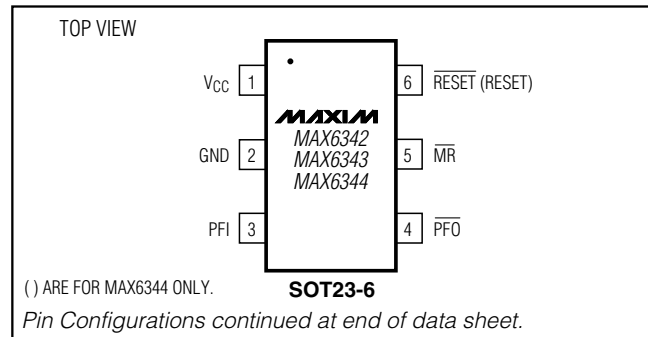 TOP VIEW
VCC 1
6 RESET (RESET)
MAXIM
MAX6342
GND 2
MAX6343
5 MR
MAX6344
PFI 3
4 PFO
( ) ARE FOR MAX6344 ONLY.
SOT23-6
Pin Configurations continued at end of data sheet.